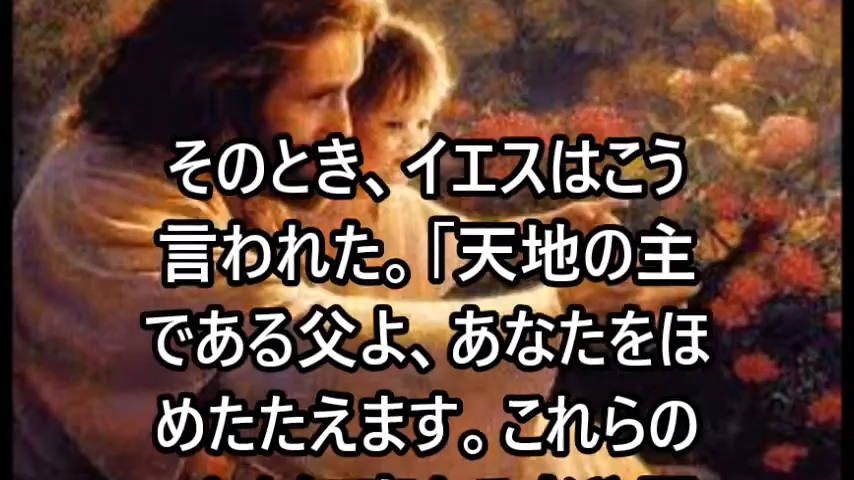 そのとき、イエスはこう
言われた。「天地の主
である父よ、あなたをほ
めたたえます。これらの